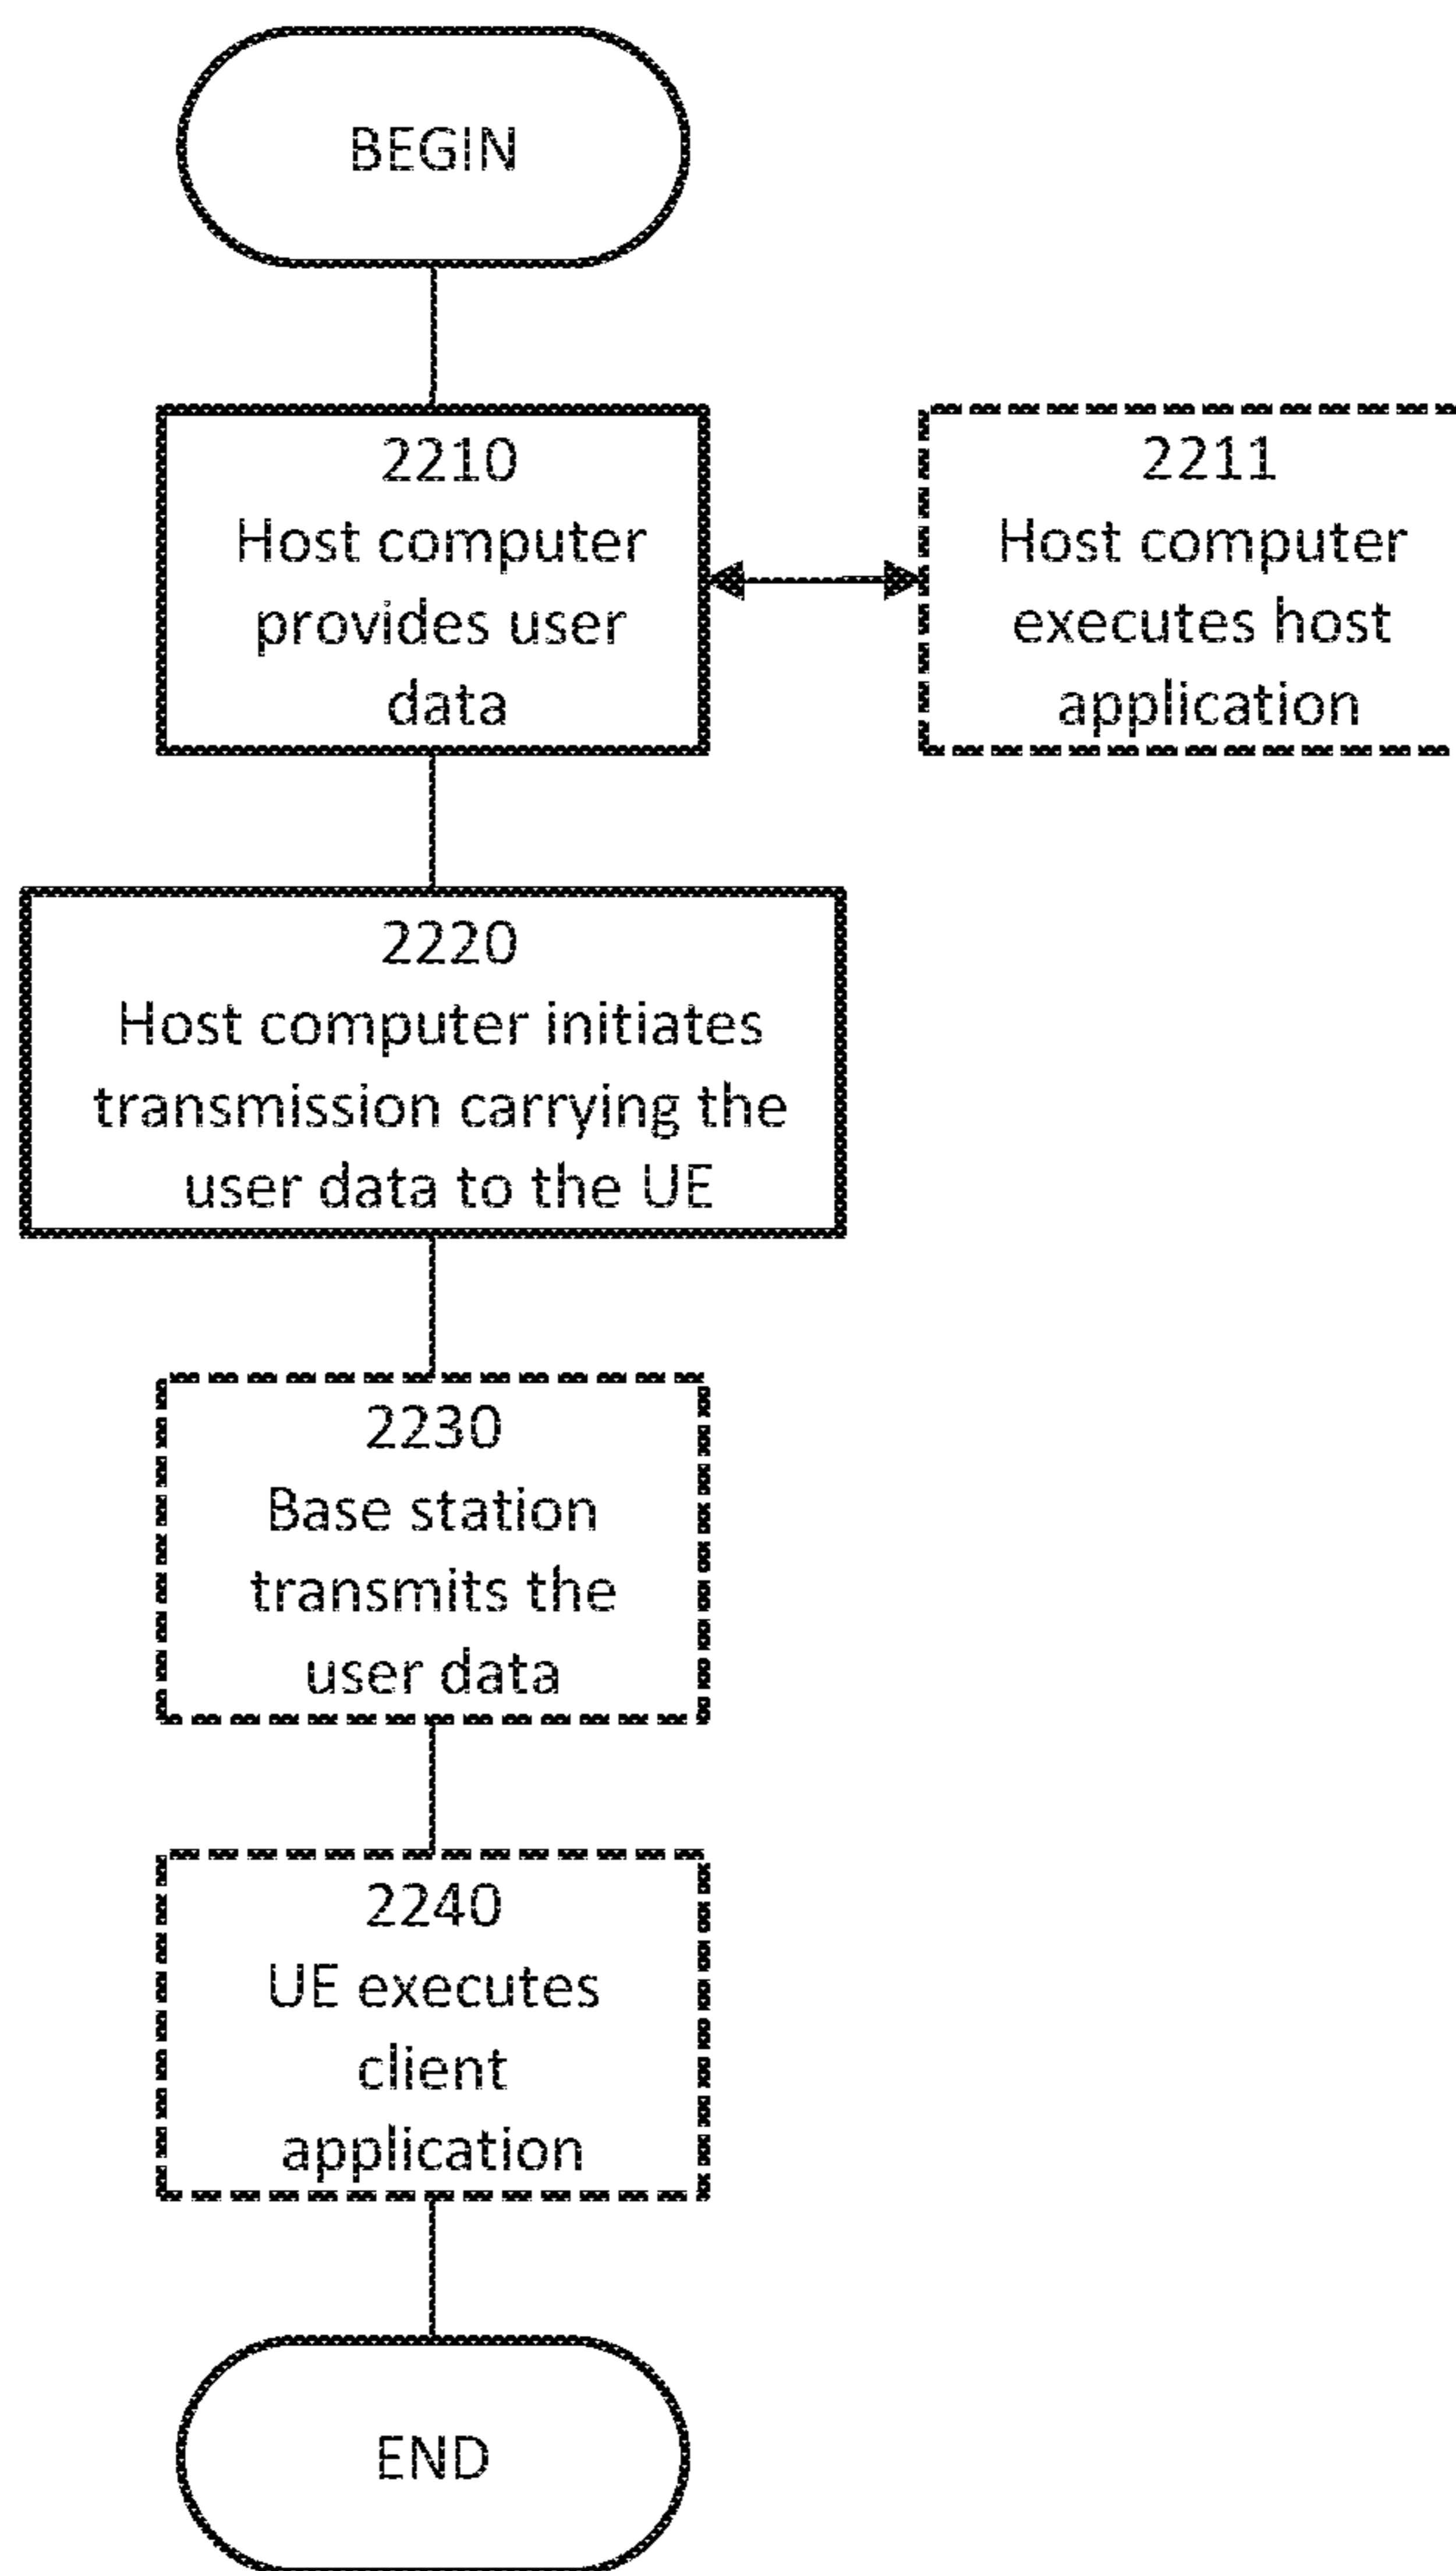 BEGIN
2210
Host computer
provides user
data
2211
Host computer
executes host
application
2220
Host computer initiates
transmission carrying the
user data to the UE
2230
Base station
transmits the
user data
2240
UE executes
client
application
END